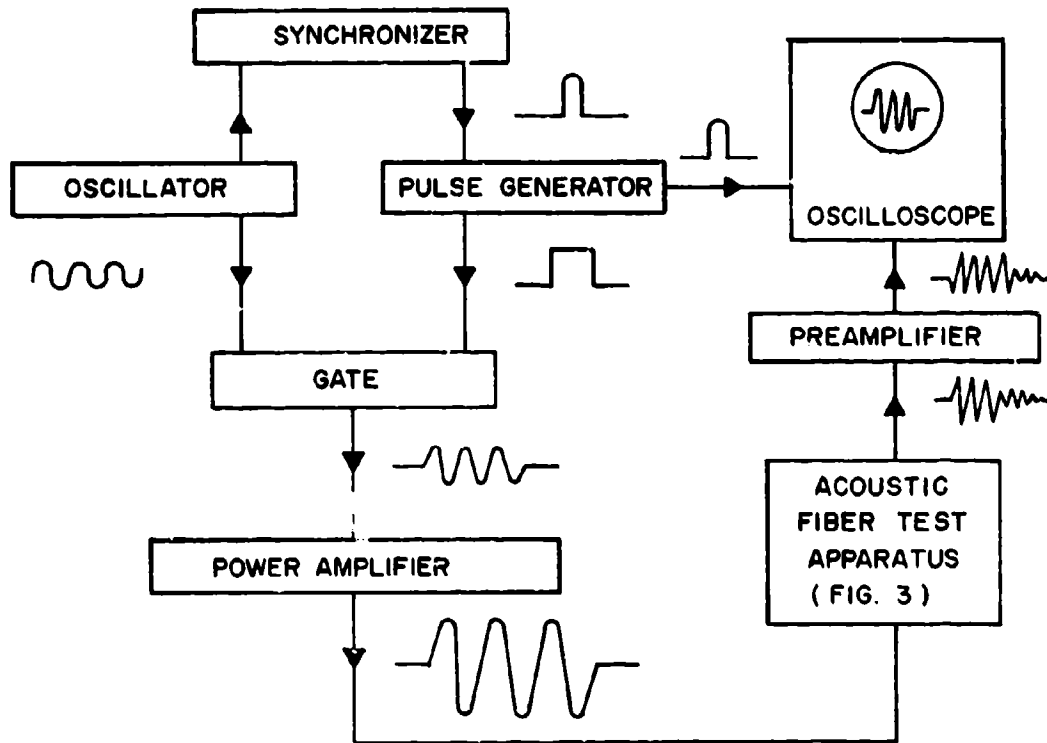 SYNCHRONIZER
OSCILLATOR
PULSE GENERATOR
OSCILLOSCOPE
PREAMPLIFIER
GATE
POWER AMPLIFIER
ACOUSTIC
FIBER TEST
APPARATUS
(FIG. 3)